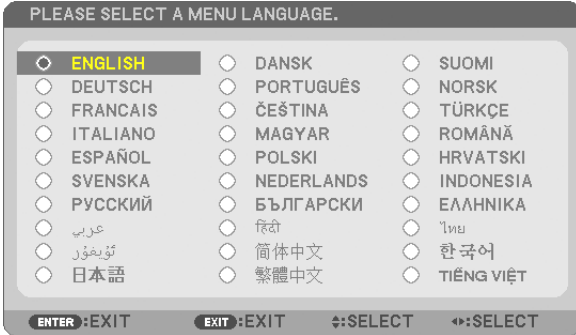 PLEASE SELECT A MENU LANGUAGE.
ENGLISH DANSK SUOMI
DEUTSCH PORTUGUÊS NORSK
FRANCAIS ČEŠTINA TÜRKÇE
ITALIANO MAGYAR ROMÂNĂ
ESPAÑOL POLSKI HRVATSKI
SVENSKA NEDERLANDS INDONESIA
РУССКИЙ БЪЛГАРСКИ ΕΛΛΗΝΙΚΑ
عربي हिंदी ไทย
ئۇيغۇر 简体中文 한국어
日本語 繁體中文 TIẾNG VIỆT
ENTER :EXIT EXIT :EXIT :SELECT :SELECT